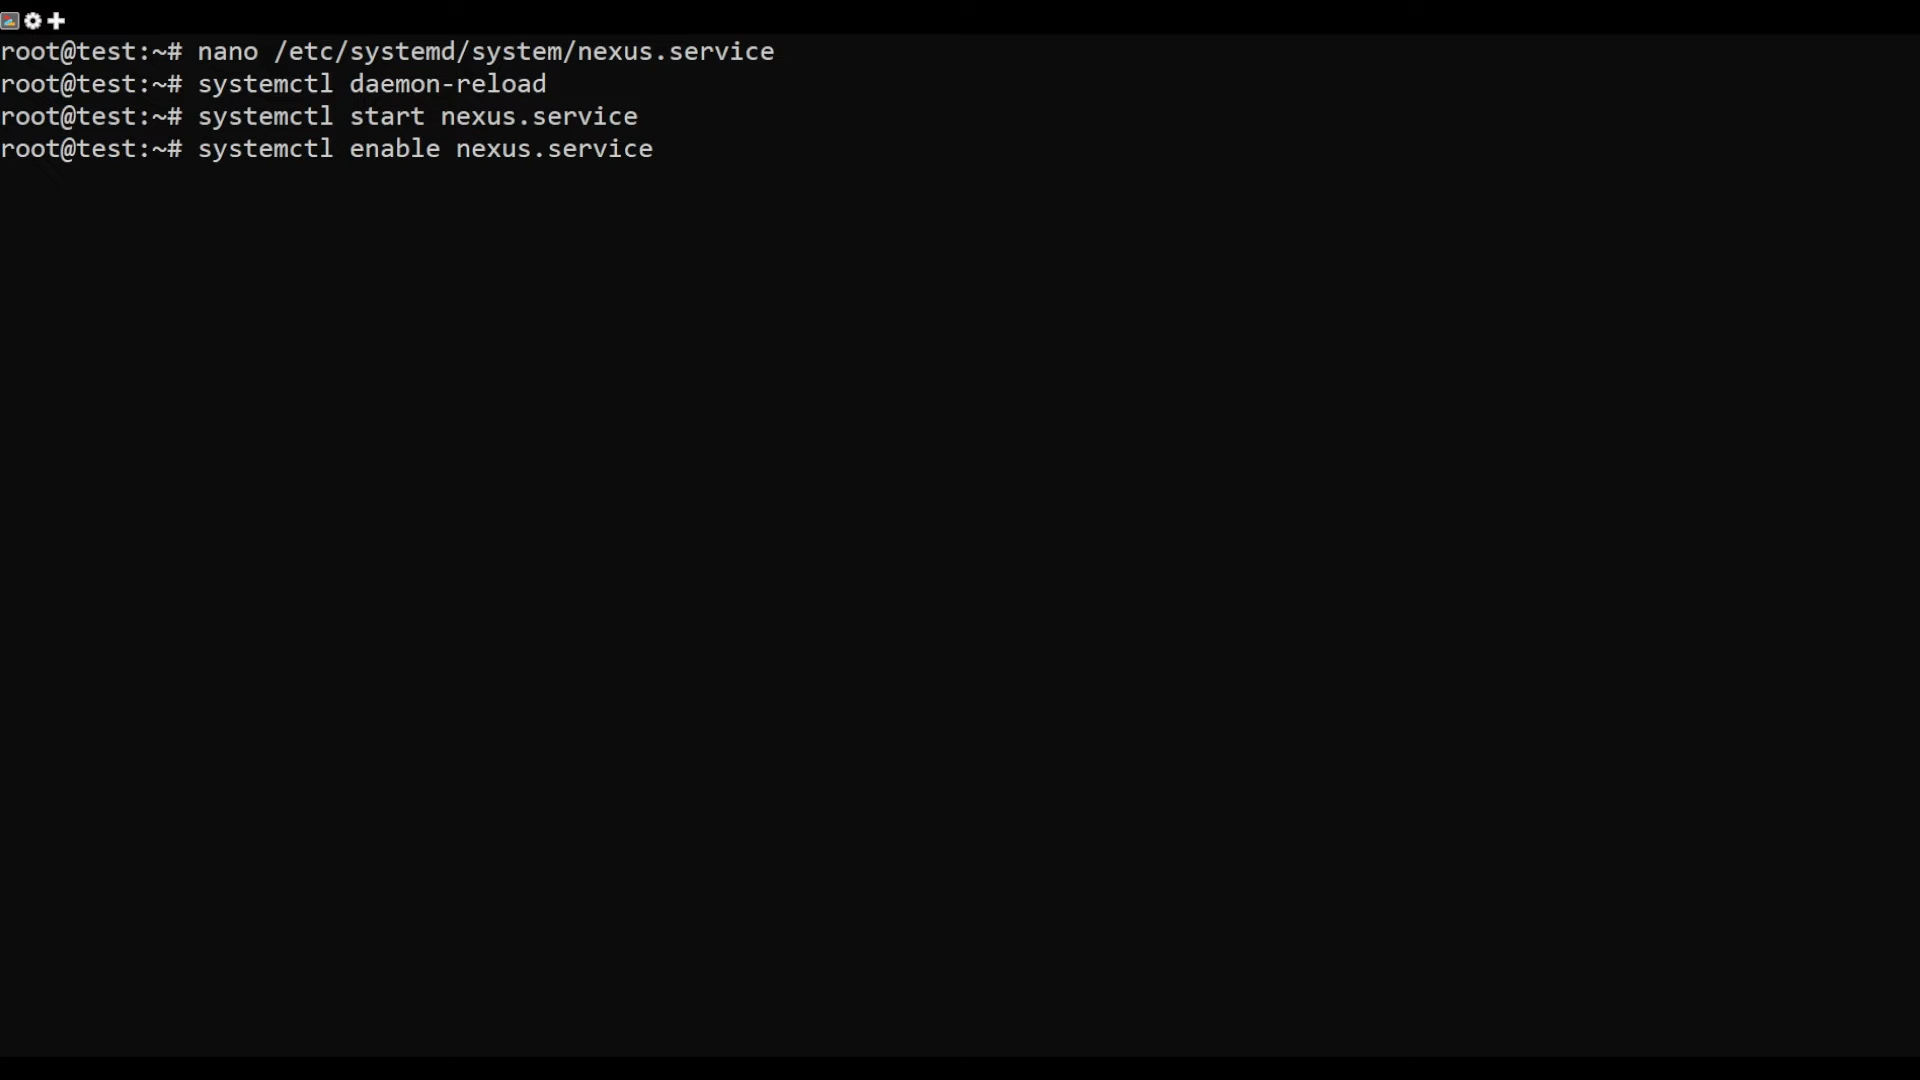 root@test:~# nano /etc/systemd/system/nexus.service
root@test:~# systemctl daemon-reload
root@test:~# systemctl start nexus.service
root@test:~# systemctl enable nexus.service